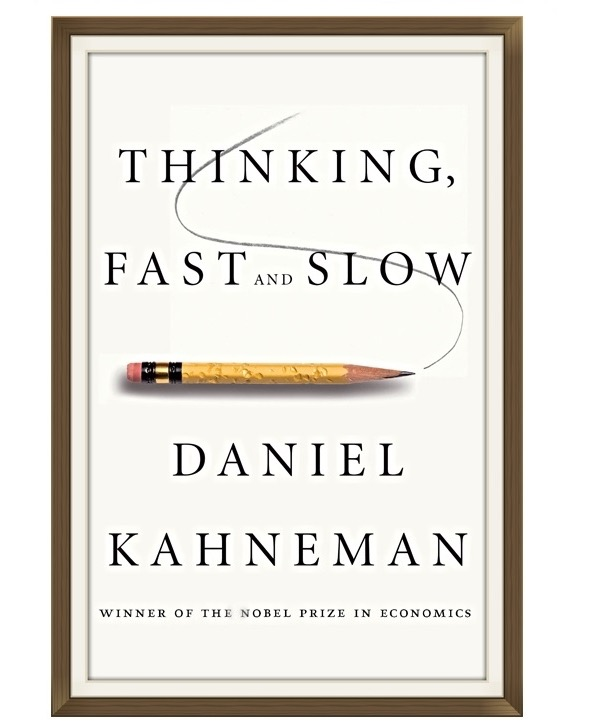 THINKING,
FAST AND SLOW
DANIEL
KAHNEMAN
WINNER OF THE NOBEL PRIZE IN ECONOMICS